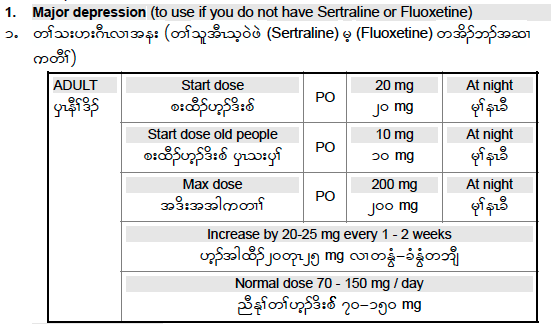 1. Major depression (to use if you do not have Sertraline or Fluoxetine)
၁. တၢ်သးဟးဂီၤလၢအနး (တၢ်သူအီၤသ့ဝဲဖဲ (Sertraline) မ့ (Fluoxetine) တအိၣ်ဘၣ်အဆၢ
ကတီၢ်)
ADULT
ပှၤနီၢ်ဒိၣ်
Start dose
စးထီၣ်ဟ့ၣ်ဒိးစ်
PO
20 mg
၂၀ mg
At night
မုၢ်နၤခီ
Start dose old people
စးထီၣ်ဟ့ၣ်ဒိးစ် ပှၤသးပှၢ်
PO
10 mg
၁၀ mg
At night
မုၢ်နၤခီ
Max dose
အဒိးအအါကတၢၢ်
PO
200 mg
၂၀၀ mg
At night
မုၢ်နၤခီ
Increase by 20-25 mg every 1 - 2 weeks
ဟ့ၣ်အါထီၣ်၂၀တုၤ၂၅ mg လၢတနွံ–ခံနွံတဘျီ
Normal dose 70 - 150 mg / day
ညီနုၢ်တၢ်ဟ့ၣ်ဒိးစ် ၇၀–၁၅၀ mg